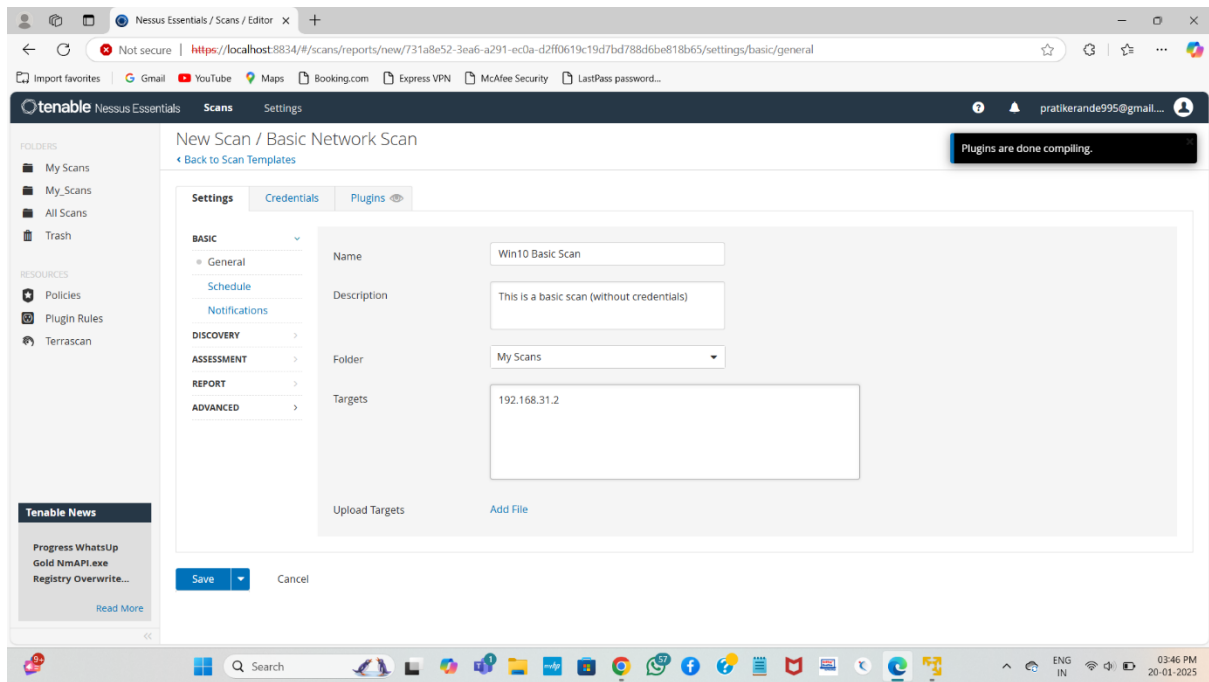 Nessus Essentials / Scans / Editor
Not secure https://localhost:8834/#/scans/reports/new/731a8e52-3ea6-a291-ec0a-d2ff0619c19d7bd788d6be818b65/settings/basic/general
Import favorites Gmail YouTube Maps Booking.com Express VPN McAfee Security LastPass password...
tenable Nessus Essentials Scans Settings pratikerande995@gmail....
FOLDERS
My Scans
My_Scans
All Scans
Trash
RESOURCES
Policies
Plugin Rules
Terrascan
Tenable News
Progress WhatsUp
Gold NmAPI.exe
Registry Overwrite...
Read More
New Scan / Basic Network Scan
Back to Scan Templates
Plugins are done compiling.
Settings Credentials Plugins
BASIC
General
Schedule
Notifications
DISCOVERY
ASSESSMENT
REPORT
ADVANCED
Name Win10 Basic Scan
Description This is a basic scan (without credentials)
Folder My Scans
Targets 192.168.31.2
Upload Targets Add File
Save Cancel
9+ Search 1 57 ENG 03:46 PM
IN 20-01-2025